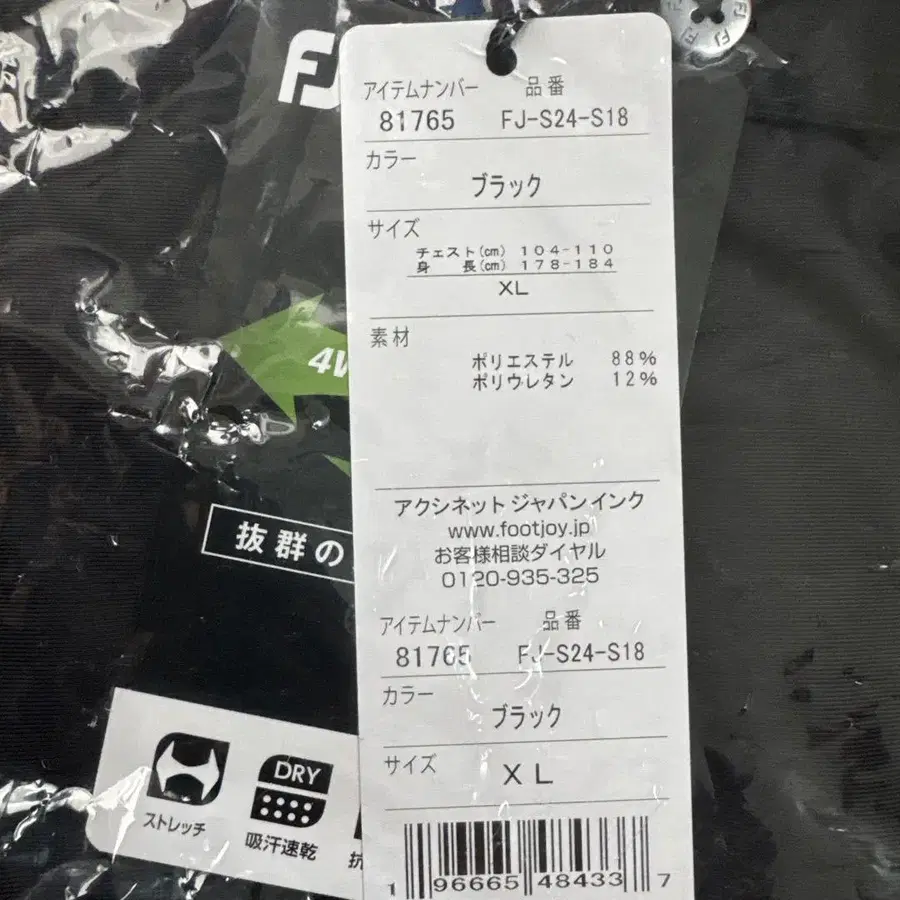 FJ
アイテムナンバー 品番
81765 FJ-S24-S18
カラー
ブラック
サイズ
チェスト(cm) 104-110
身 長(cm) 178-184
XL
素材
ポリエステル 88%
ポリウレタン 12%
アクシネット ジャパン インク
www.footjoy.jp
お客様相談ダイヤル
0120-935-325
アイテムナンバー 品番
81765 FJ-S24-S18
カラー
ブラック
サイズ XL
1 96665 48433 7
4W
抜群の
DRY
ストレッチ
吸汗速乾
抗
FJ FJ FJ